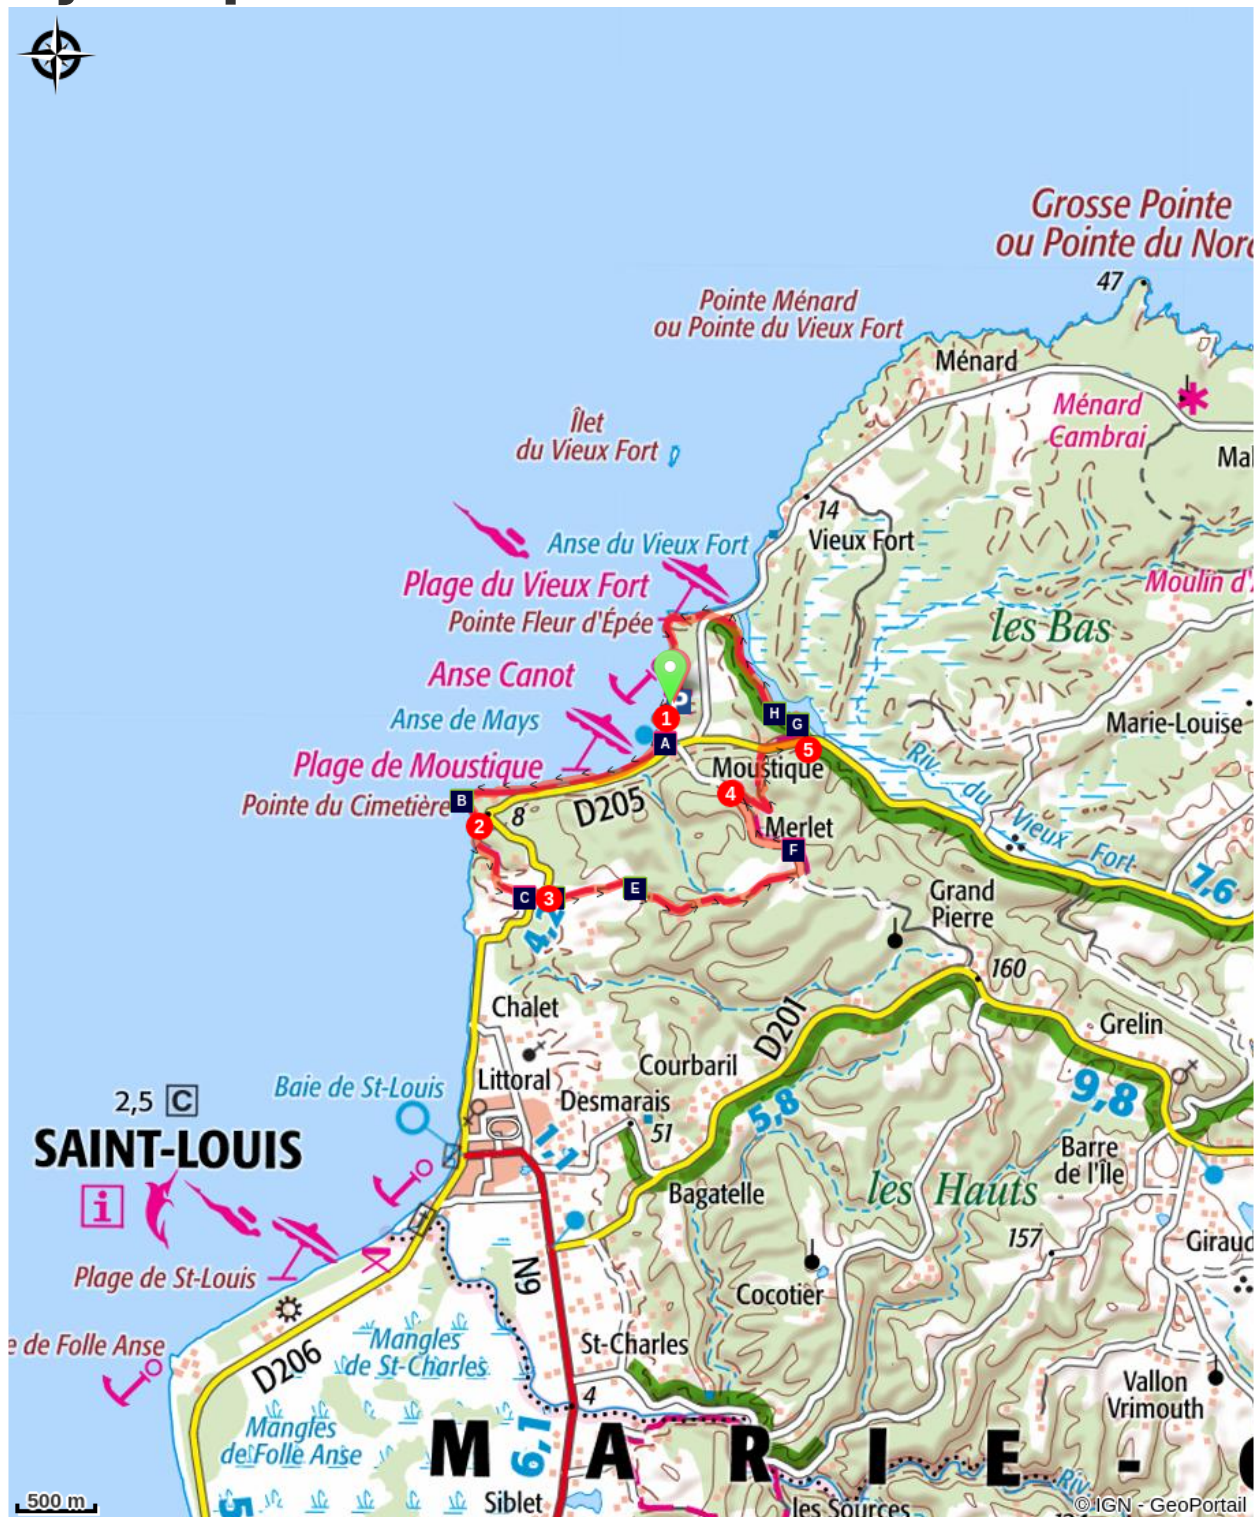 Grosse Pointe
ou Pointe du Nord
47
Pointe Ménard
ou Pointe du Vieux Fort
Ménard
Ménard
Cambrai
Îlet
du Vieux Fort
Mal
14
Vieux Fort
Anse du Vieux Fort
Plage du Vieux Fort
Moulin d'
Pointe Fleur d'Épée
les Bas
Anse Canot
1
H
G
Anse de Mays
A
5
Marie-Louise
Plage de Moustique
Moustique
Riv. du Vieux Fort
Pointe du Cimetière
B
4
2
8
D205
Merlet
F
7,6
C
3
E
4,2
Grand
Pierre
160
Chalet
D201
Grelin
Courbaril
Littoral
Baie de St-Louis
Desmarais
2,5 C
5,8
9,8
51
1,1
SAINT-LOUIS
Barre
de l'Île
i
Bagatelle
les Hauts
157
Giraud
Plage de St-Louis
N9
Cocotier
e de Folle Anse
Mangles
de St-Charles
St-Charles
D206
4
Vallon
Vrimouth
Mangles
de Folle Anse
6,1
MARIE-G
Riv.
5
Siblet
les Sources
500 m
© IGN - GeoPortail